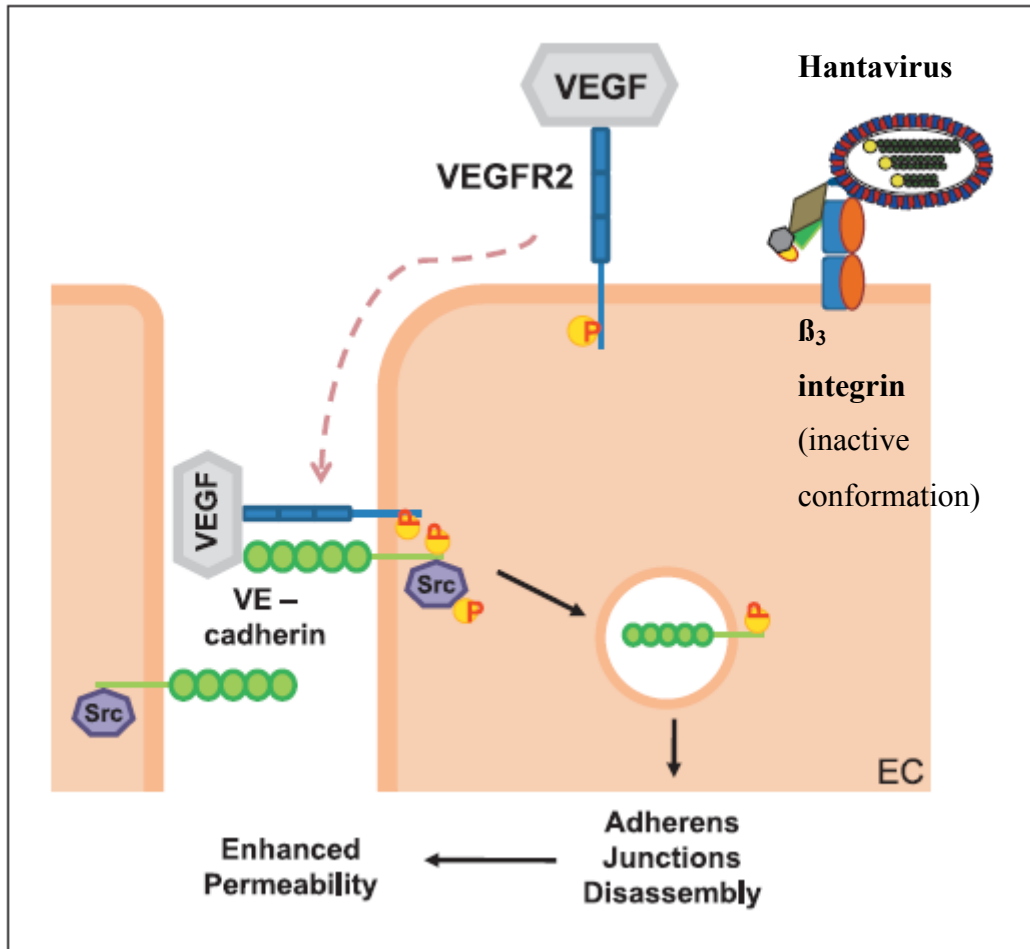 VEGF
Hantavirus
VEGFR2
P
ß₃
integrin
(inactive
conformation)
VEGF
P
P
Src
P
VE –
cadherin
P
Src
EC
Adherens
Junctions
Disassembly
Enhanced
Permeability